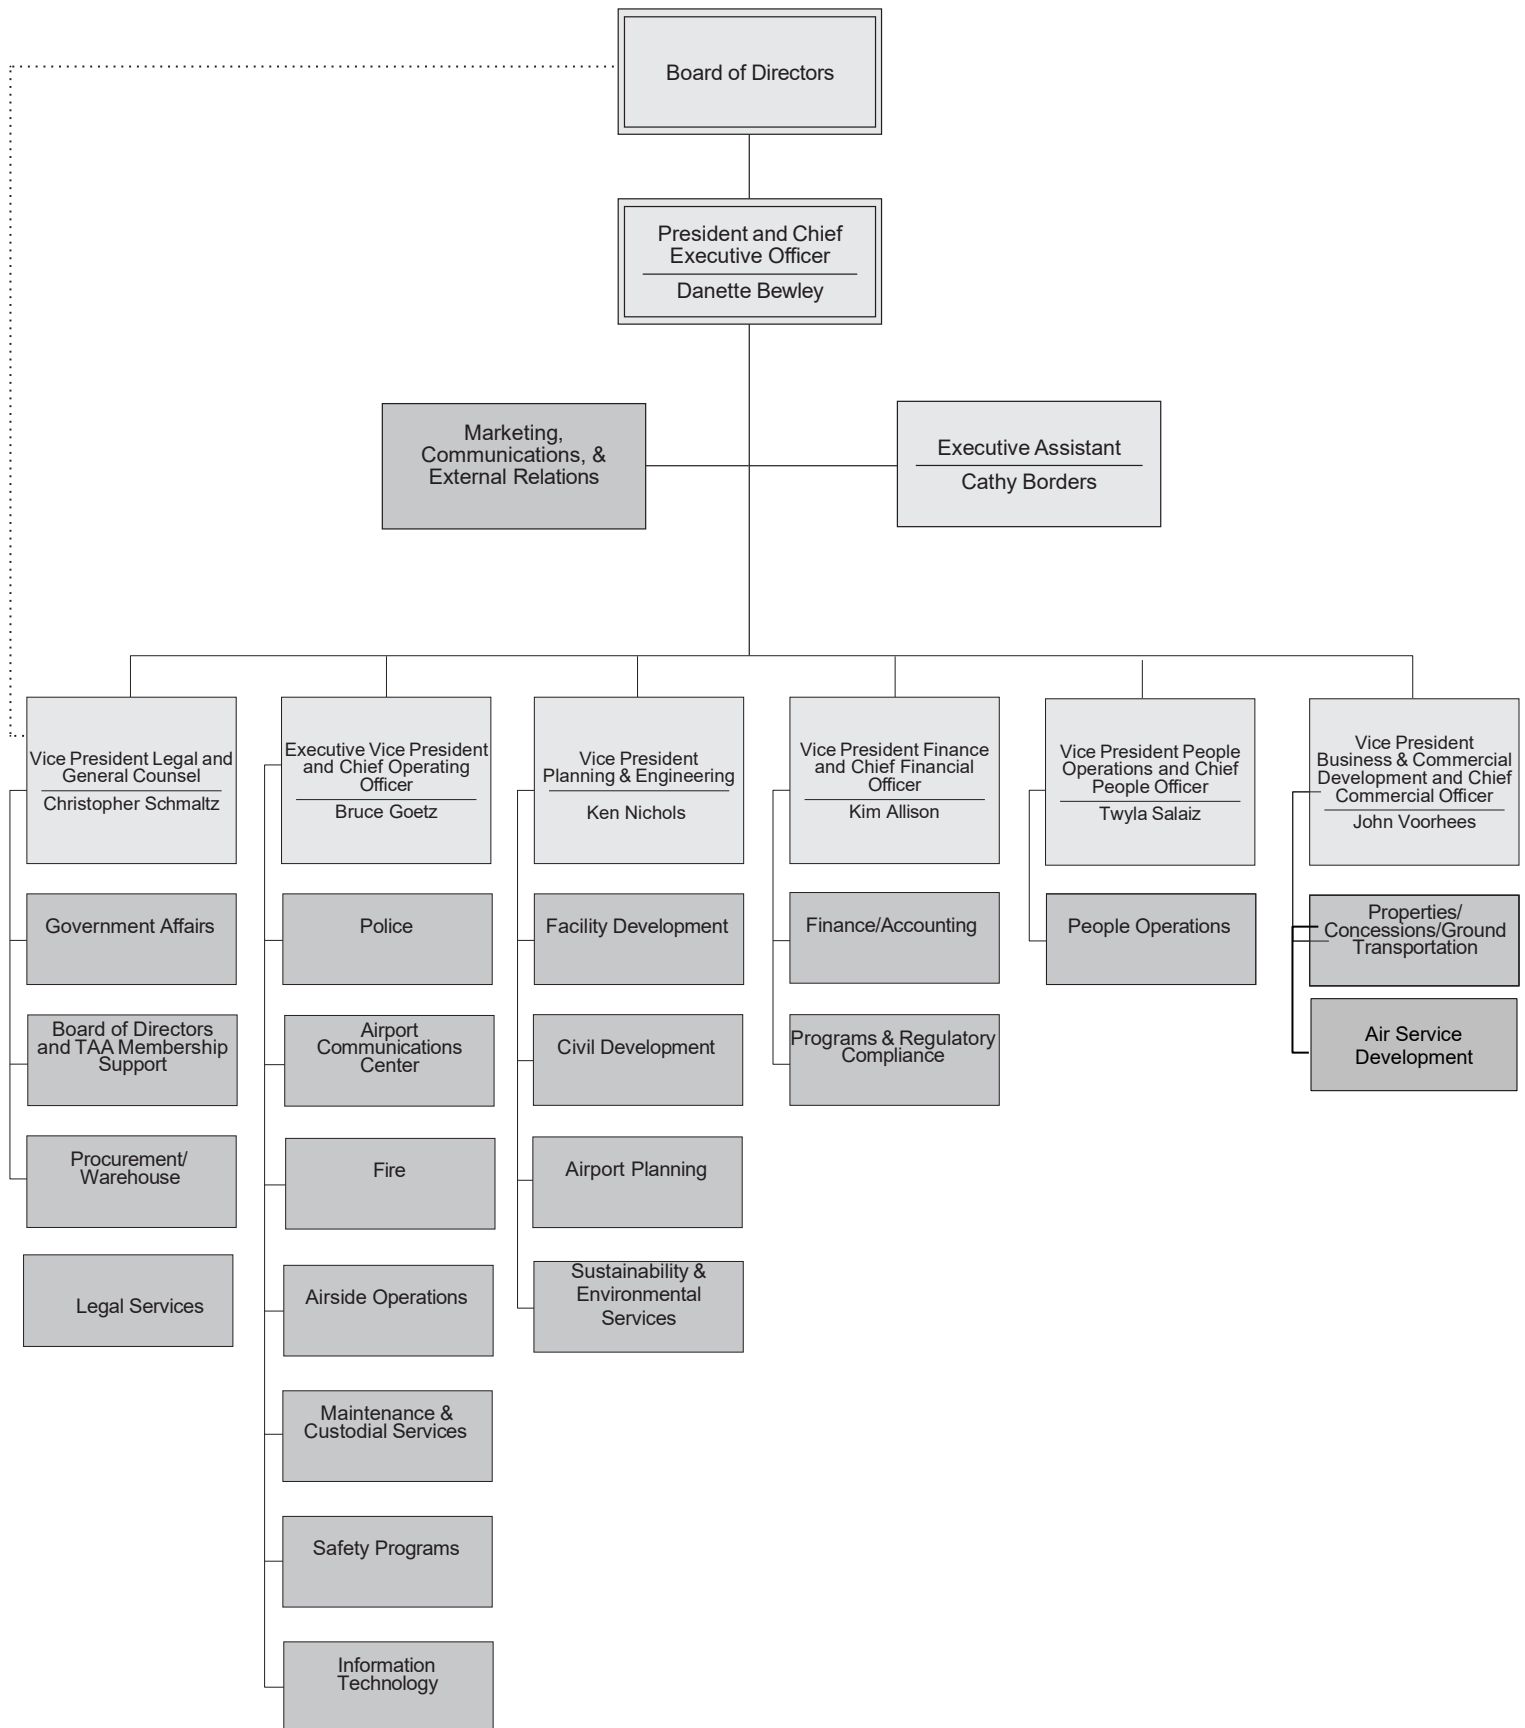 Board of Directors
President and Chief
Executive Officer
Danette Bewley
Marketing,
Communications, &
External Relations
Executive Assistant
Cathy Borders
Vice President Legal and
General Counsel
Christopher Schmaltz
Executive Vice President
and Chief Operating
Officer
Bruce Goetz
Vice President
Planning & Engineering
Ken Nichols
Vice President Finance
and Chief Financial
Officer
Kim Allison
Vice President People
Operations and Chief
People Officer
Twyla Salaiz
Vice President
Business & Commercial
Development and Chief
Commercial Officer
John Voorhees
Government Affairs
Police
Facility Development
Finance/Accounting
People Operations
Properties/
Concessions/Ground
Transportation
Board of Directors
and TAA Membership
Support
Airport
Communications
Center
Civil Development
Programs & Regulatory
Compliance
Air Service
Development
Procurement/
Warehouse
Fire
Airport Planning
Legal Services
Airside Operations
Sustainability &
Environmental
Services
Maintenance &
Custodial Services
Safety Programs
Information
Technology